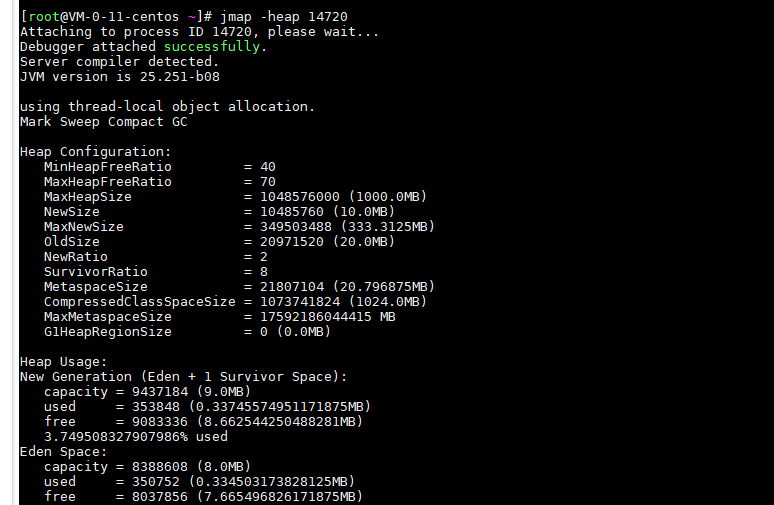 [root@VM-0-11-centos ~]# jmap -heap 14720
Attaching to process ID 14720, please wait...
Debugger attached successfully.
Server compiler detected.
JVM version is 25.251-b08

using thread-local object allocation.
Mark Sweep Compact GC

Heap Configuration:
   MinHeapFreeRatio         = 40
   MaxHeapFreeRatio         = 70
   MaxHeapSize              = 1048576000 (1000.0MB)
   NewSize                  = 10485760 (10.0MB)
   MaxNewSize               = 349503488 (333.3125MB)
   OldSize                  = 20971520 (20.0MB)
   NewRatio                 = 2
   SurvivorRatio            = 8
   MetaspaceSize            = 21807104 (20.796875MB)
   CompressedClassSpaceSize = 1073741824 (1024.0MB)
   MaxMetaspaceSize         = 17592186044415 MB
   G1HeapRegionSize         = 0 (0.0MB)

Heap Usage:
New Generation (Eden + 1 Survivor Space):
   capacity = 9437184 (9.0MB)
   used     = 353848 (0.33745574951171875MB)
   free     = 9083336 (8.662544250488281MB)
   3.749508327907986% used
Eden Space:
   capacity = 8388608 (8.0MB)
   used     = 350752 (0.334503173828125MB)
   free     = 8037856 (7.665496826171875MB)